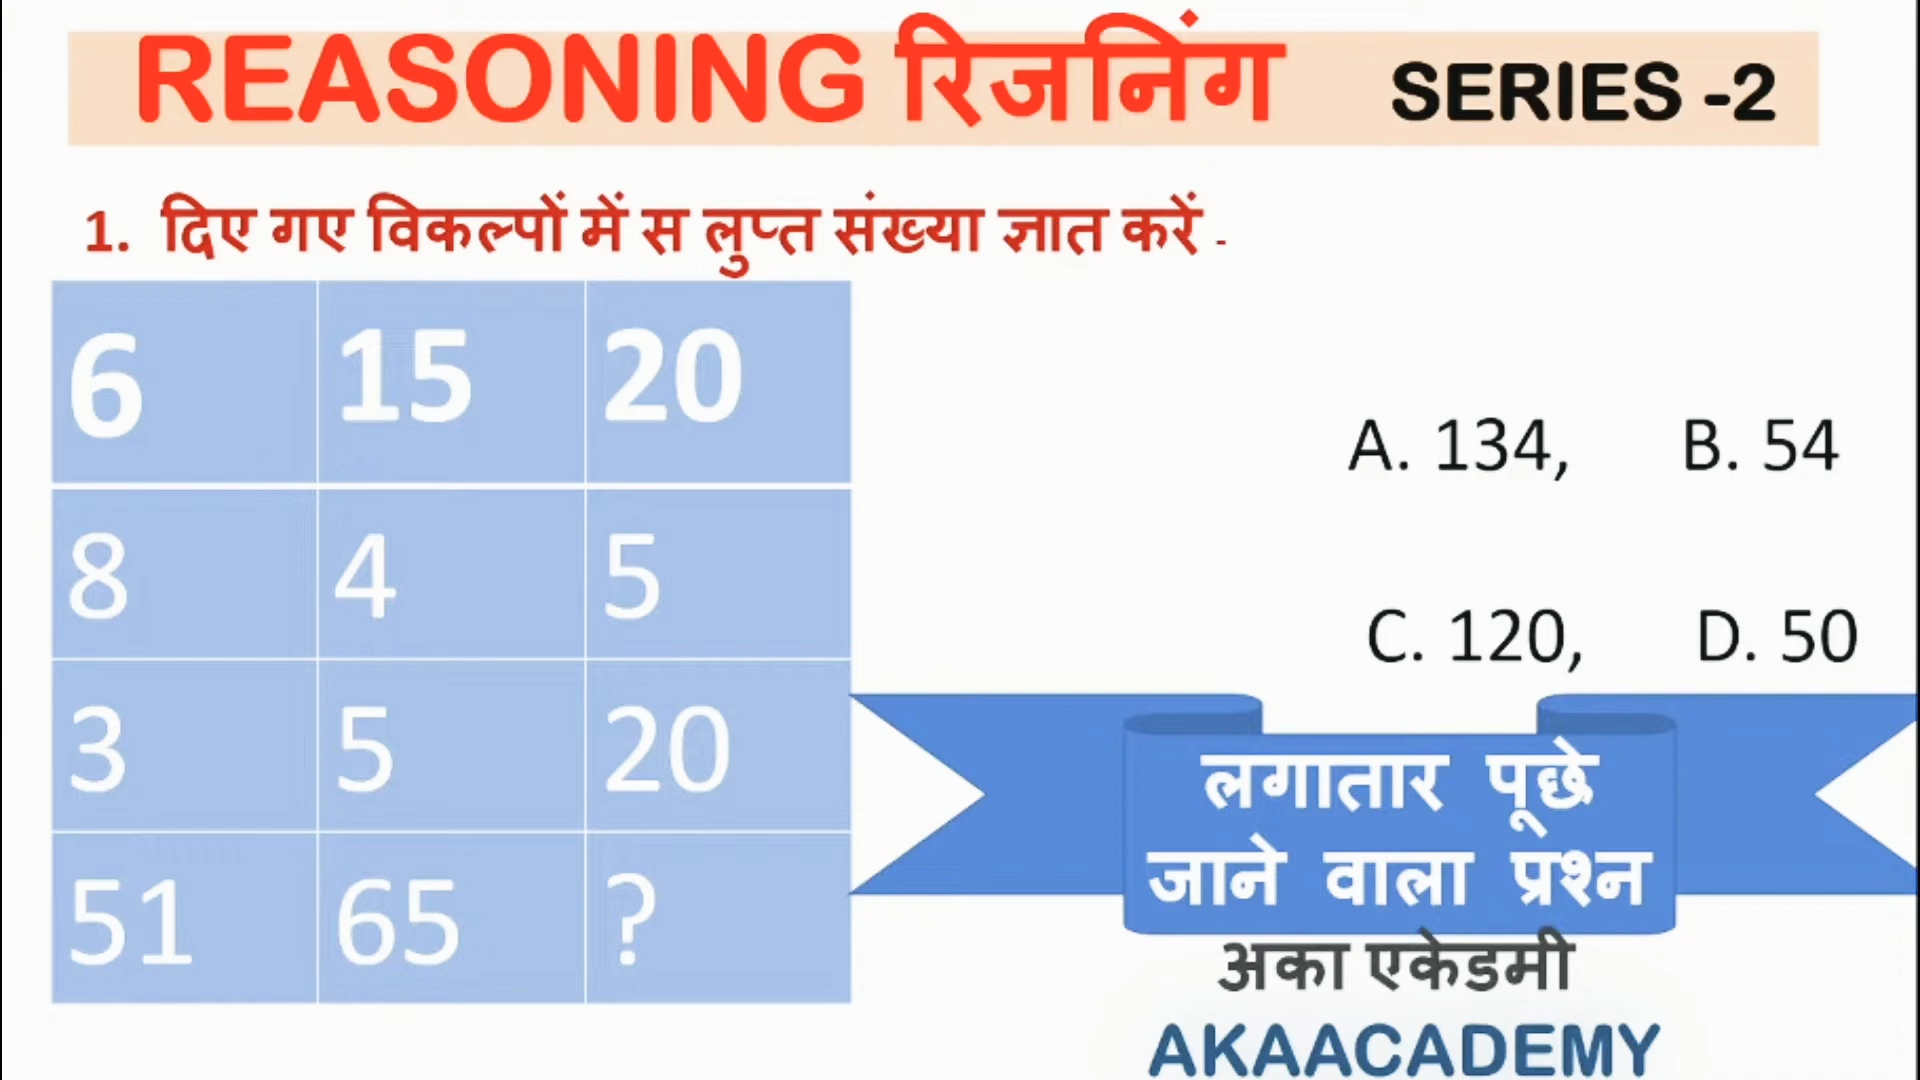 REASONING रिजनिंग SERIES -2
1. दिए गए विकल्पों में स लुप्त संख्या ज्ञात करें -
6 15 20
8 4 5
3 5 20
51 65 ?
A. 134, B. 54
C. 120, D. 50
लगातार पूछे
जाने वाला प्रश्न
अका एकेडमी
AKAACADEMY